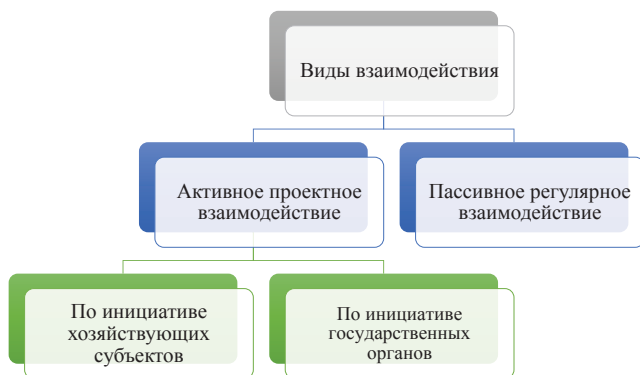 Виды взаимодействия
Активное проектное
взаимодействие
Пассивное регулярное
взаимодействие
По инициативе
хозяйствующих
субъектов
По инициативе
государственных
органов